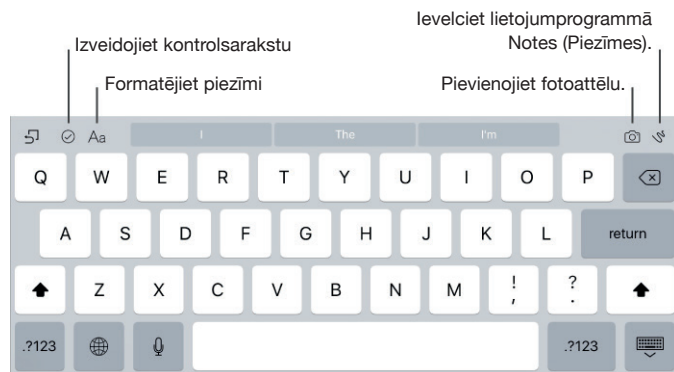 Ievelciet lietojumprogrammā
Notes (Piezīmes).
Izveidojiet kontrolsarakstu
Formatējiet piezīmi
Pievienojiet fotoattēlu.
Aa I The I'm
Q W E R T Y U I O P
A S D F G H J K L return
Z X C V B N M ! , ? .
.?123 .?123